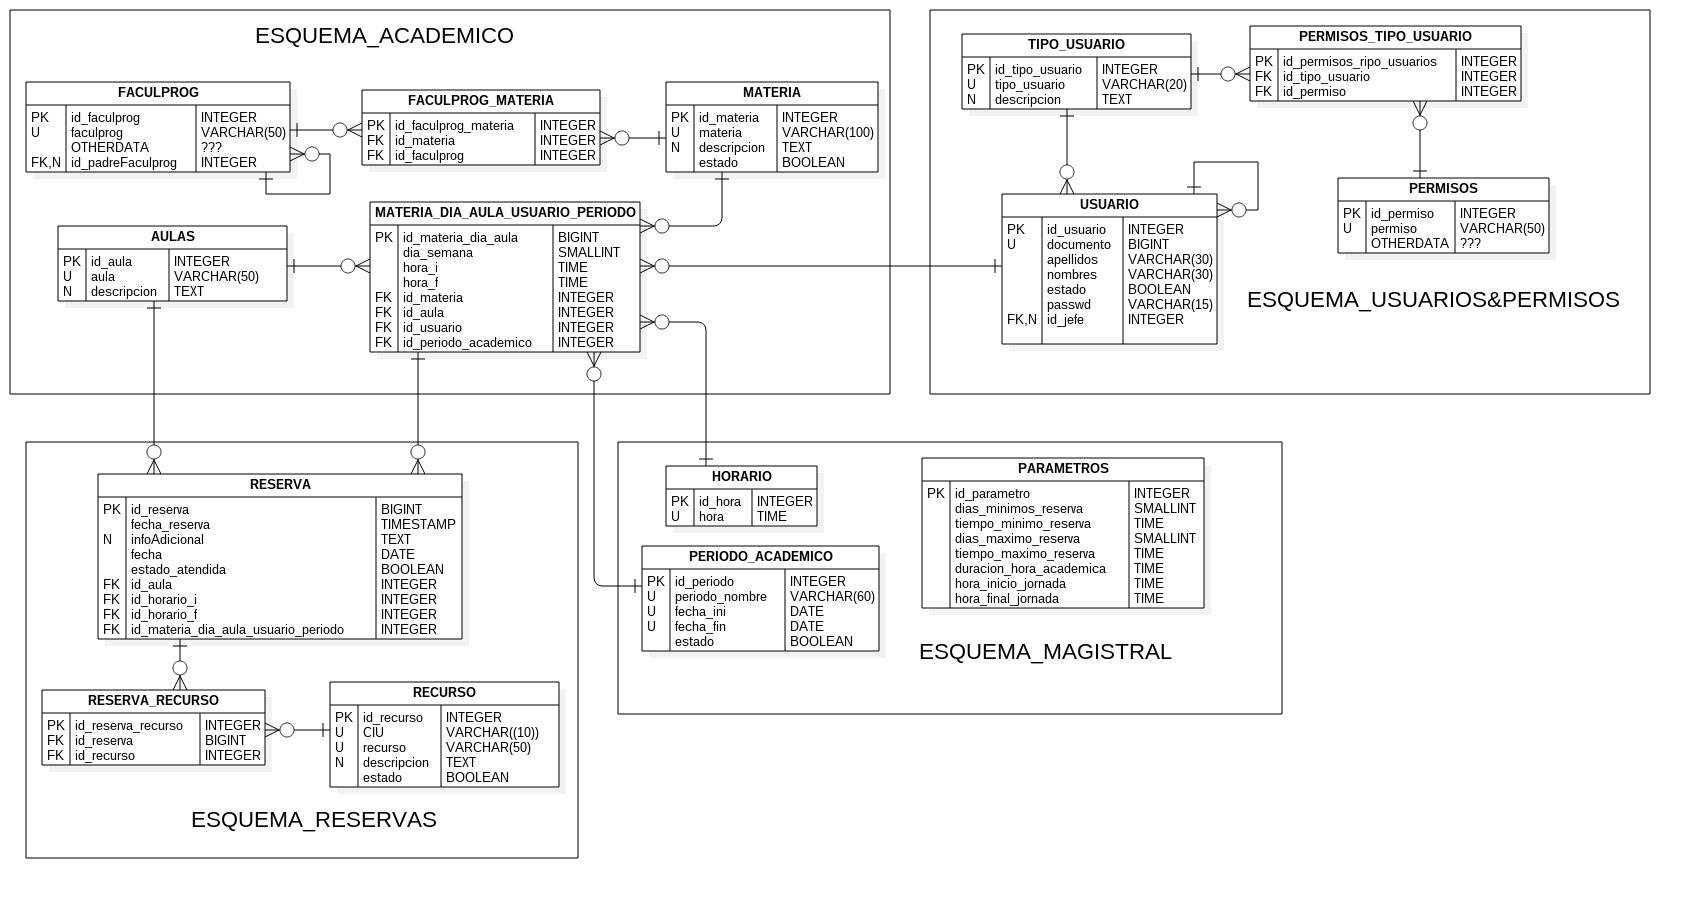 ESQUEMA_ACADEMICO
FACULPROG
PK id_faculprog INTEGER
U faculprog VARCHAR(50)
OTHERDATA ???
FK,N id_padreFaculprog INTEGER
FACULPROG_MATERIA
PK id_faculprog_materia INTEGER
FK id_materia INTEGER
FK id_faculprog INTEGER
MATERIA
PK id_materia INTEGER
U materia VARCHAR(100)
N descripcion TEXT
estado BOOLEAN
AULAS
PK id_aula INTEGER
U aula VARCHAR(50)
N descripcion TEXT
MATERIA_DIA_AULA_USUARIO_PERIODO
PK id_materia_dia_aula BIGINT
dia_semana SMALLINT
hora_i TIME
hora_f TIME
FK id_materia INTEGER
FK id_aula INTEGER
FK id_usuario INTEGER
FK id_periodo_academico INTEGER
TIPO_USUARIO
PK id_tipo_usuario INTEGER
U tipo_usuario VARCHAR(20)
N descripcion TEXT
PERMISOS_TIPO_USUARIO
PK id_permisos_ripo_usuarios INTEGER
FK id_tipo_usuario INTEGER
FK id_permiso INTEGER
USUARIO
PK id_usuario INTEGER
U documento BIGINT
apellidos VARCHAR(30)
nombres VARCHAR(30)
estado BOOLEAN
passwd VARCHAR(15)
FK,N id_jefe INTEGER
PERMISOS
PK id_permiso INTEGER
U permiso VARCHAR(50)
OTHERDATA ???
ESQUEMA_USUARIOS&PERMISOS
RESERVA
PK id_reserva BIGINT
fecha_reserva TIMESTAMP
N infoAdicional TEXT
fecha DATE
estado_atendida BOOLEAN
FK id_aula INTEGER
FK id_horario_i INTEGER
FK id_horario_f INTEGER
FK id_materia_dia_aula_usuario_periodo INTEGER
RESERVA_RECURSO
PK id_reserva_recurso INTEGER
FK id_reserva BIGINT
FK id_recurso INTEGER
RECURSO
PK id_recurso INTEGER
U CIU VARCHAR((10))
U recurso VARCHAR(50)
N descripcion TEXT
estado BOOLEAN
ESQUEMA_RESERVAS
HORARIO
PK id_hora INTEGER
U hora TIME
PERIODO_ACADEMICO
PK id_periodo INTEGER
U periodo_nombre VARCHAR(60)
U fecha_ini DATE
U fecha_fin DATE
estado BOOLEAN
PARAMETROS
PK id_parametro INTEGER
dias_minimos_reserva SMALLINT
tiempo_minimo_reserva TIME
dias_maximo_reserva SMALLINT
tiempo_maximo_reserva TIME
duracion_hora_academica TIME
hora_inicio_jornada TIME
hora_final_jornada TIME
ESQUEMA_MAGISTRAL